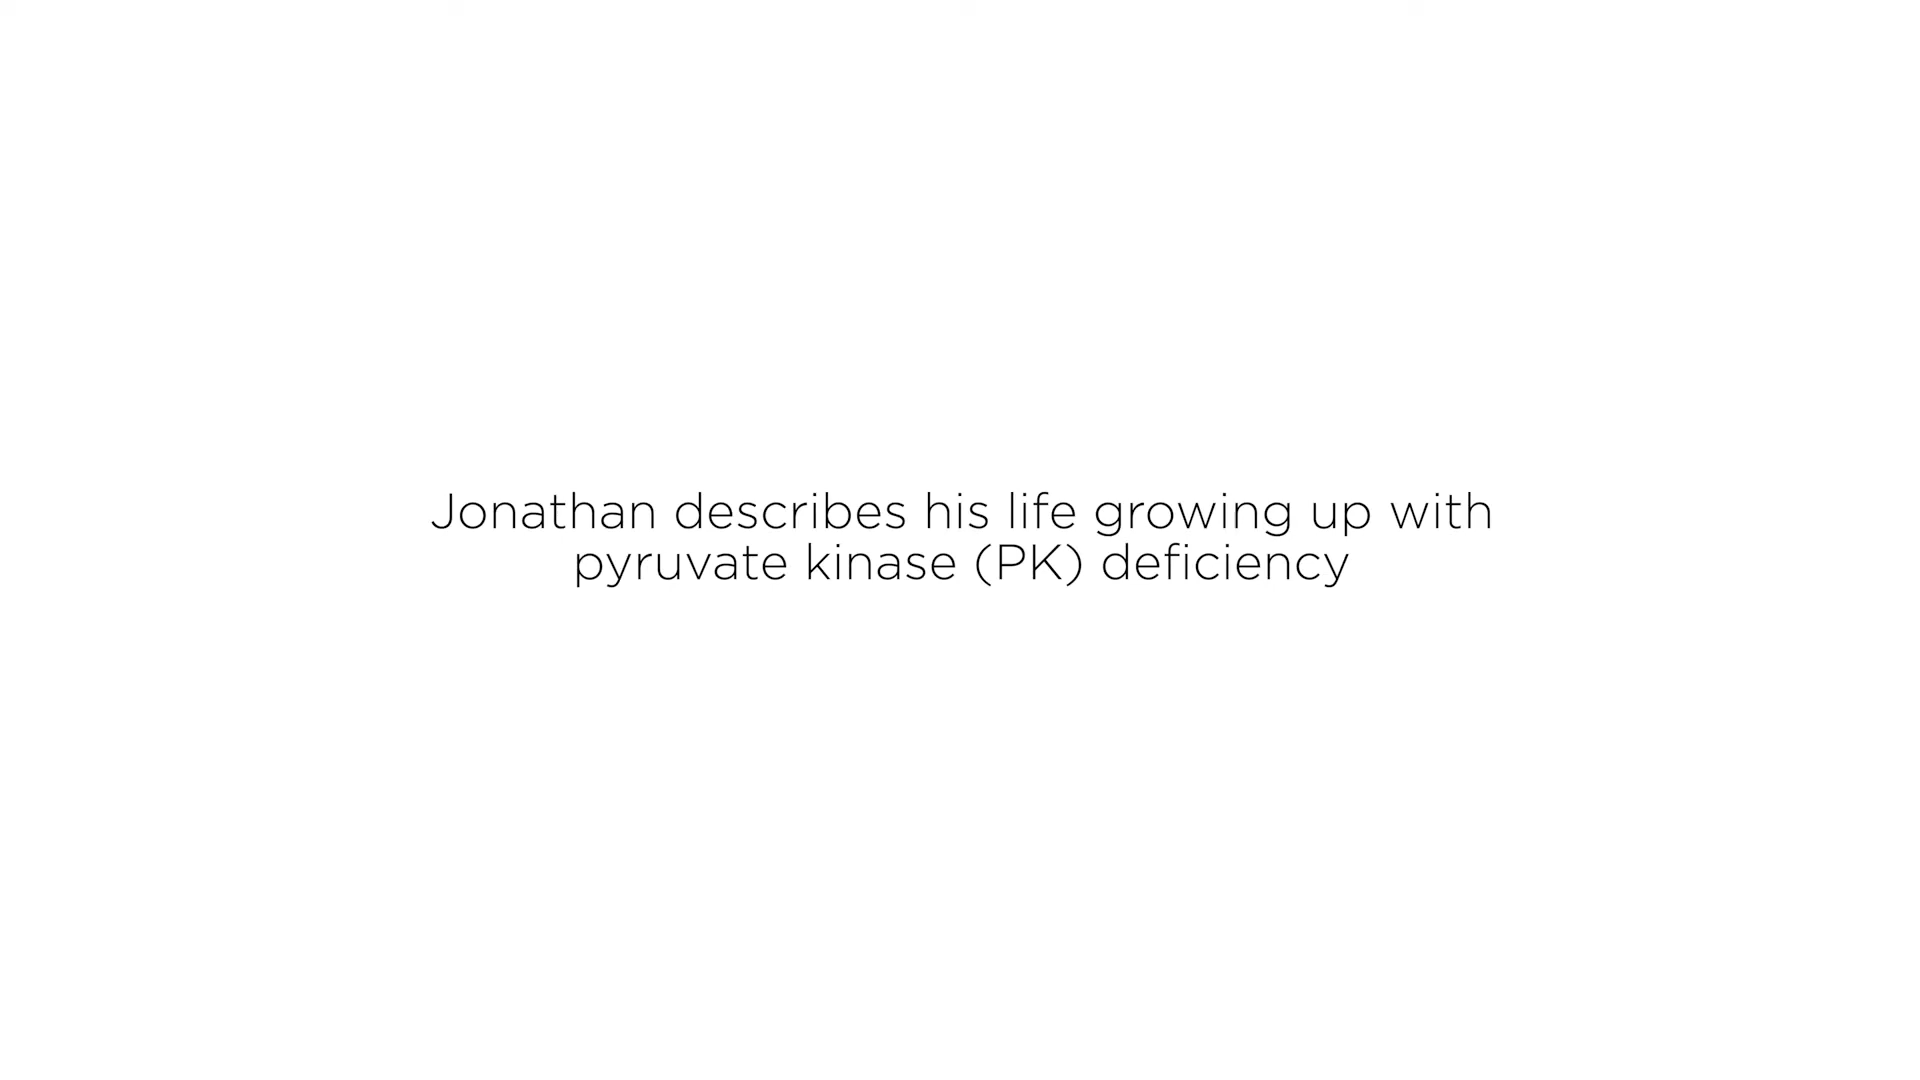 Jonathan describes his life growing up with
pyruvate kinase (PK) deficiency